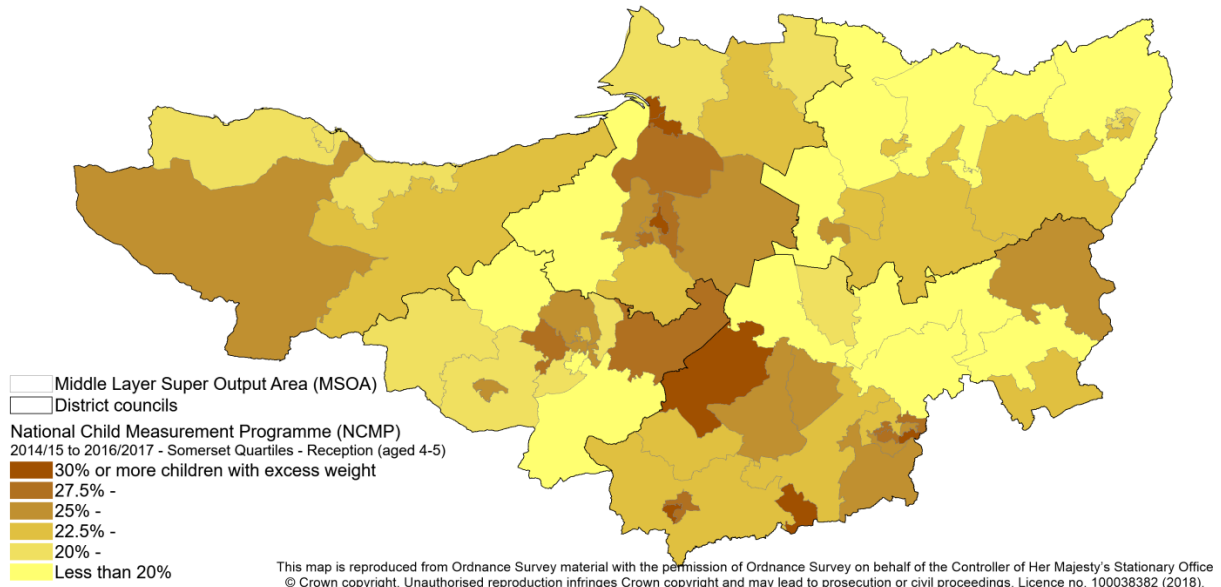 Middle Layer Super Output Area (MSOA)
District councils
National Child Measurement Programme (NCMP)
2014/15 to 2016/2017 - Somerset Quartiles - Reception (aged 4-5)
30% or more children with excess weight
27.5% -
25% -
22.5% -
20% -
Less than 20%
This map is reproduced from Ordnance Survey material with the permission of Ordnance Survey on behalf of the Controller of Her Majesty's Stationary Office
© Crown copyright. Unauthorised reproduction infringes Crown copyright and may lead to prosecution or civil proceedings. Licence no. 100038382 (2018).